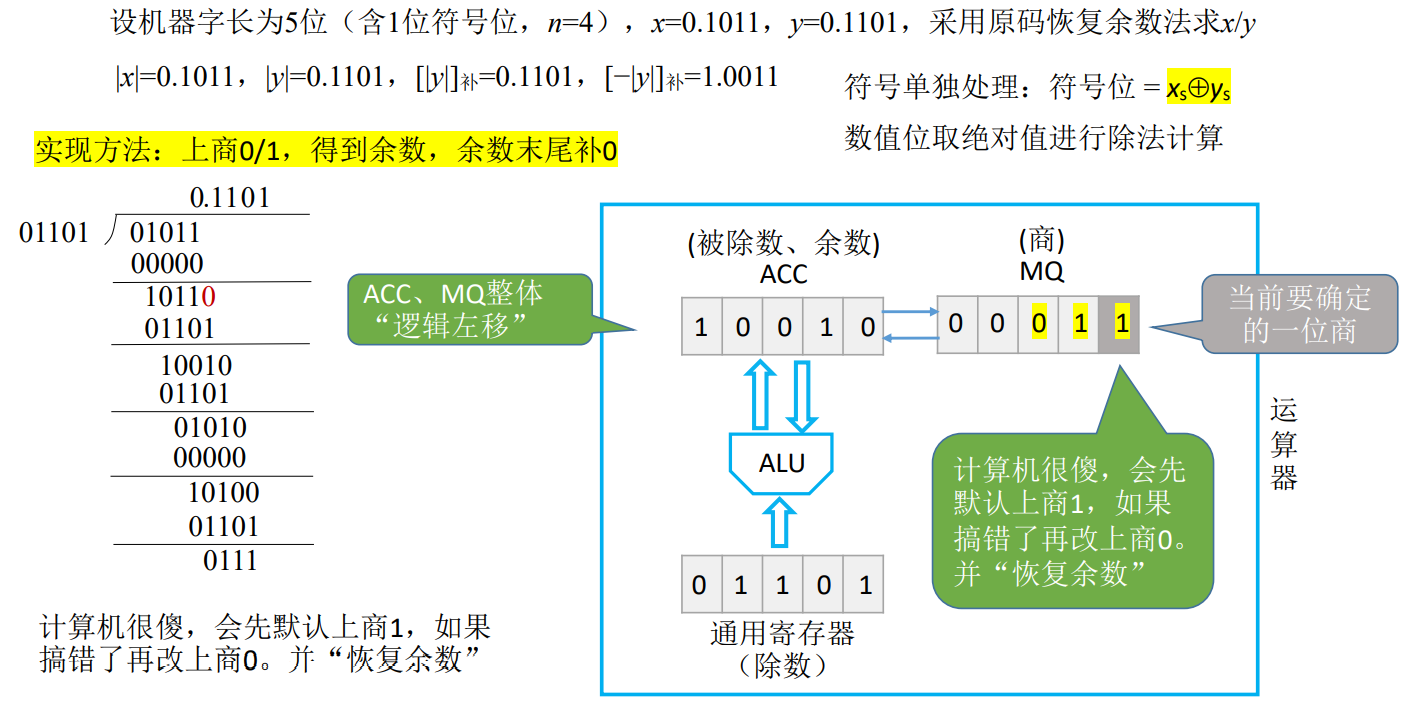 设机器字长为5位（含1位符号位，n=4），x=0.1011，y=0.1101，采用原码恢复余数法求x/y
|x|=0.1011，|y|=0.1101，[|y|]补=0.1101，[−|y|]补=1.0011
符号单独处理：符号位 = xs⊕ys
数值位取绝对值进行除法计算
实现方法：上商0/1，得到余数，余数末尾补0
0.1101
01101
01011
00000
10110
01101
10010
01101
01010
00000
10100
01101
0111
计算机很傻，会先默认上商1，如果
搞错了再改上商0。并“恢复余数”
ACC、MQ整体
“逻辑左移”
(被除数、余数)
ACC
(商)
MQ
1 0 0 1 0
0 0 0 1 1
当前要确定
的一位商
ALU
计算机很傻，会先
默认上商1，如果
搞错了再改上商0。
并“恢复余数”
0 1 1 0 1
通用寄存器
（除数）
运
算
器